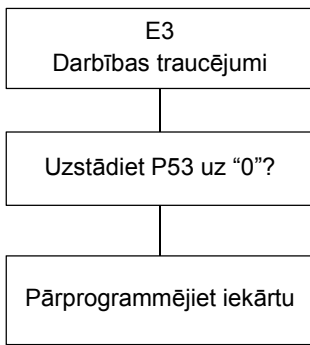 E3
Darbības traucējumi
Uzstādiet P53 uz “0”?
Pārprogrammējiet iekārtu